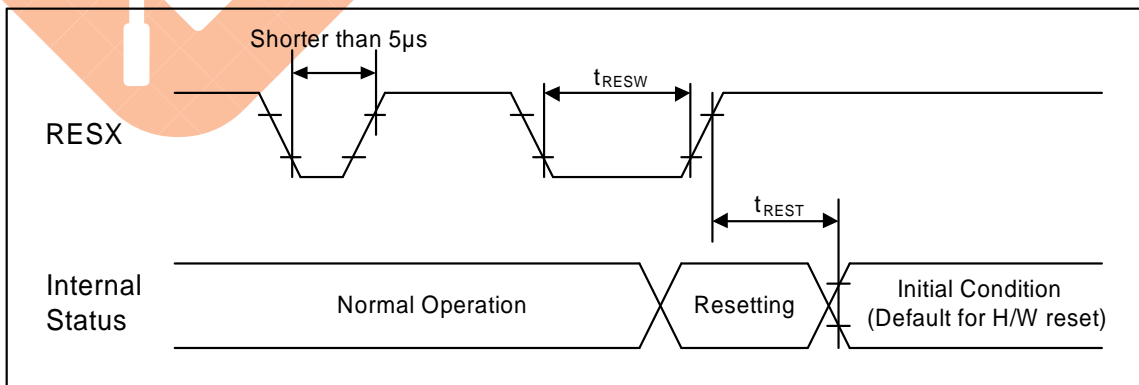 Shorter than 5µs
tRESW
RESX
tREST
Internal
Status
Normal Operation
Resetting
Initial Condition
(Default for H/W reset)